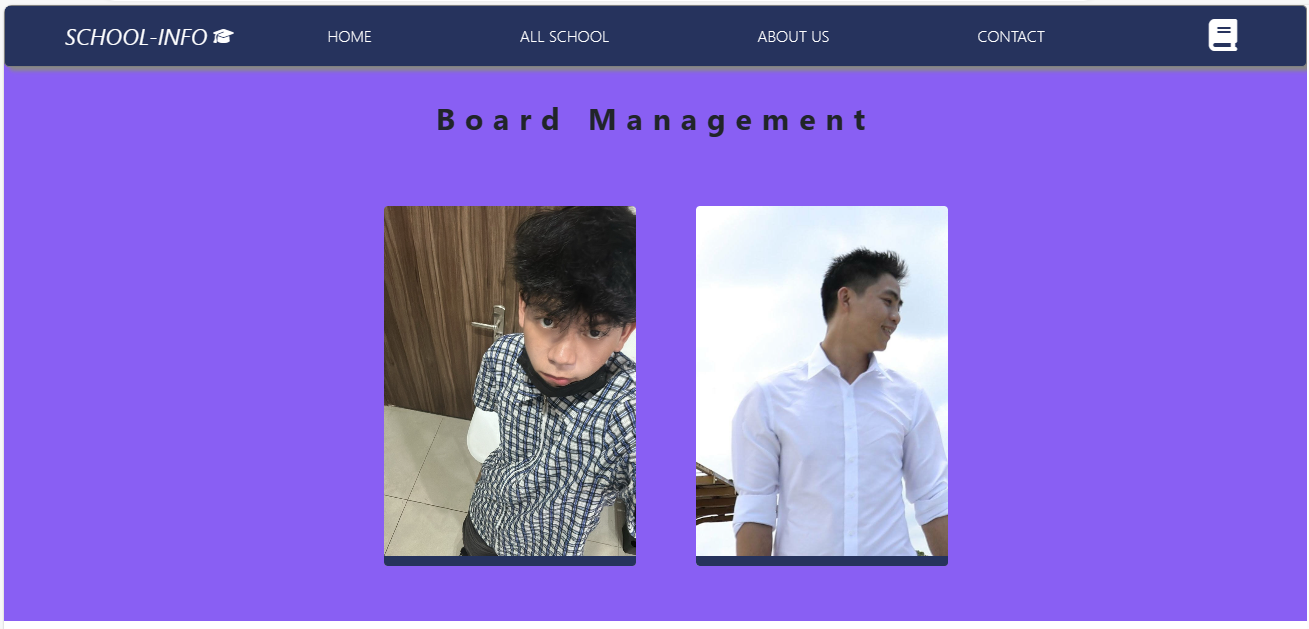 SCHOOL-INFO HOME ALL SCHOOL ABOUT US CONTACT
Board Management